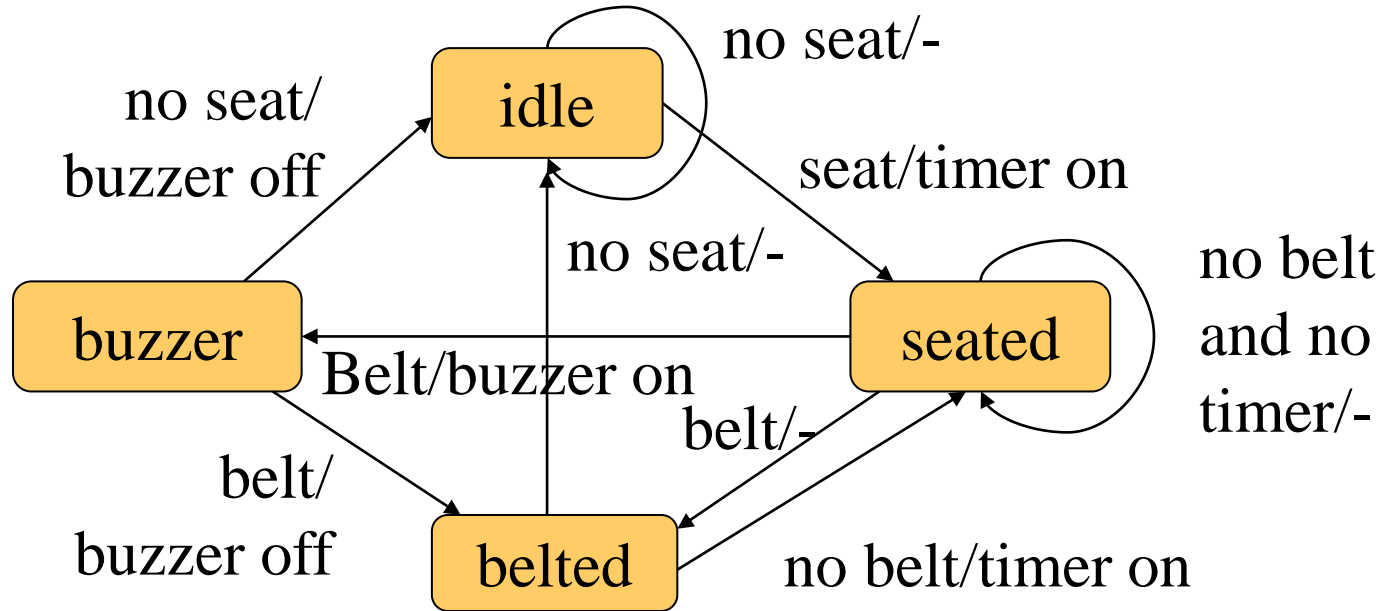 no seat/-
idle
no seat/
buzzer off
seat/timer on
no seat/-
no belt
and no
timer/-
buzzer
seated
Belt/buzzer on
belt/-
belt/
buzzer off
belted
no belt/timer on